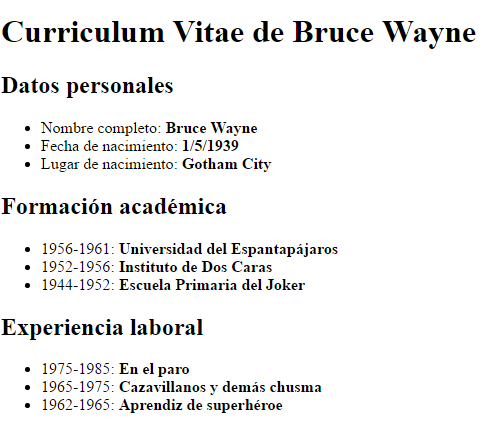 Curriculum Vitae de Bruce Wayne
Datos personales
• Nombre completo: Bruce Wayne
• Fecha de nacimiento: 1/5/1939
• Lugar de nacimiento: Gotham City
Formación académica
• 1956-1961: Universidad del Espantapájaros
• 1952-1956: Instituto de Dos Caras
• 1944-1952: Escuela Primaria del Joker
Experiencia laboral
• 1975-1985: En el paro
• 1965-1975: Cazavillanos y demás chusma
• 1962-1965: Aprendiz de superhéroe